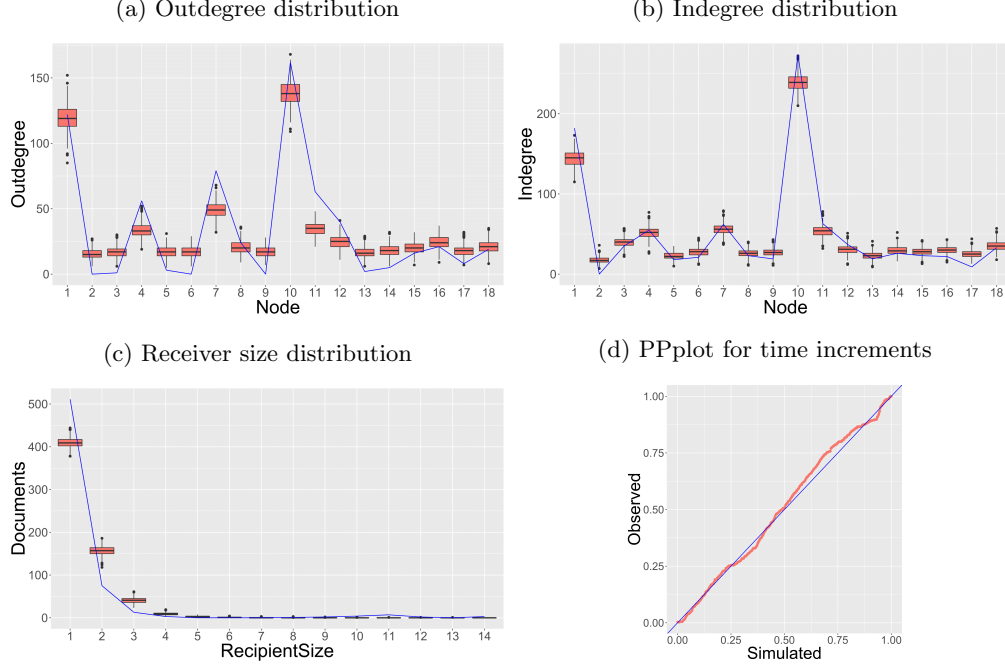 (a) Outdegree distribution
(b) Indegree distribution
Outdegree
150
100
50
0
1 2 3 4 5 6 7 8 9 10 11 12 13 14 15 16 17 18
Node
Indegree
200
100
0
1 2 3 4 5 6 7 8 9 10 11 12 13 14 15 16 17 18
Node
(c) Receiver size distribution
(d) PPplot for time increments
Documents
500
400
300
200
100
0
1 2 3 4 5 6 7 8 9 10 11 12 13 14
RecipientSize
Observed
1.00
0.75
0.50
0.25
0.00
0.00 0.25 0.50 0.75 1.00
Simulated